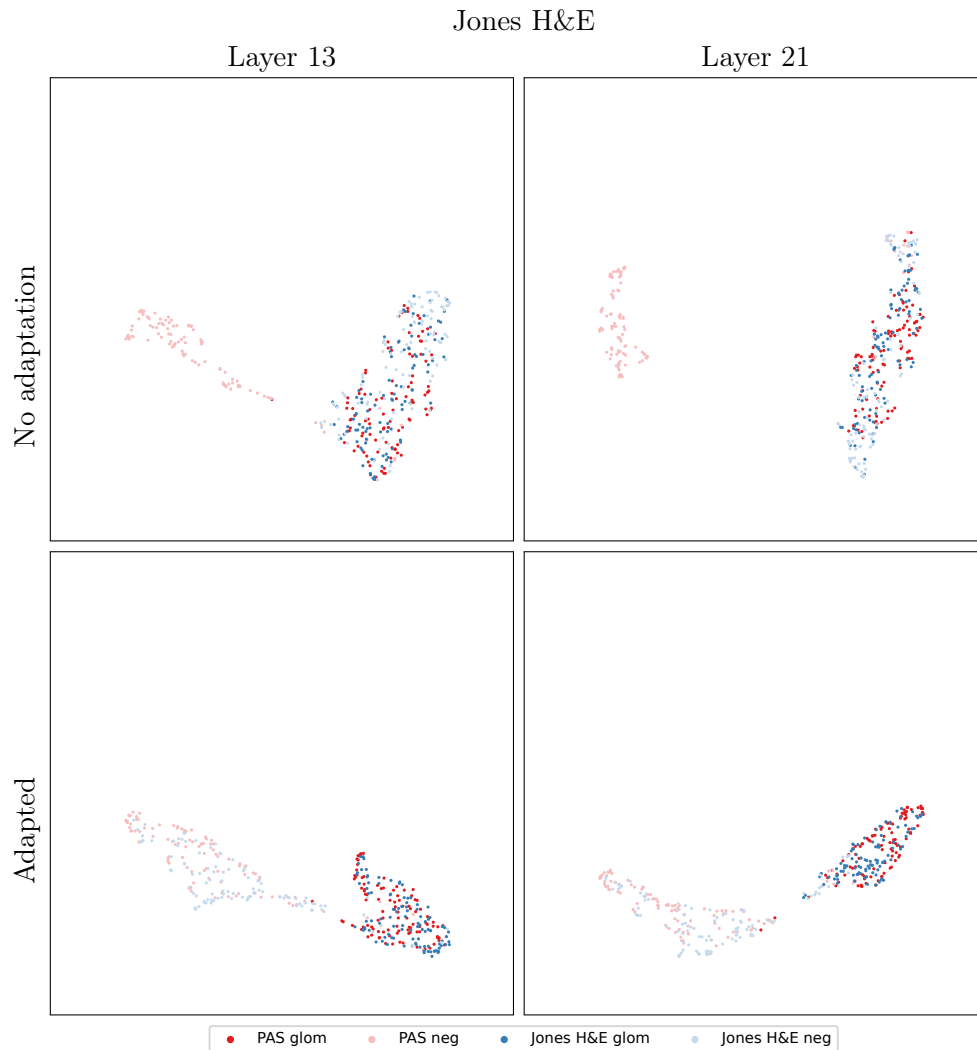 Jones H&E
Layer 13
Layer 21
No adaptation
Adapted
PAS glom
PAS neg
Jones H&E glom
Jones H&E neg